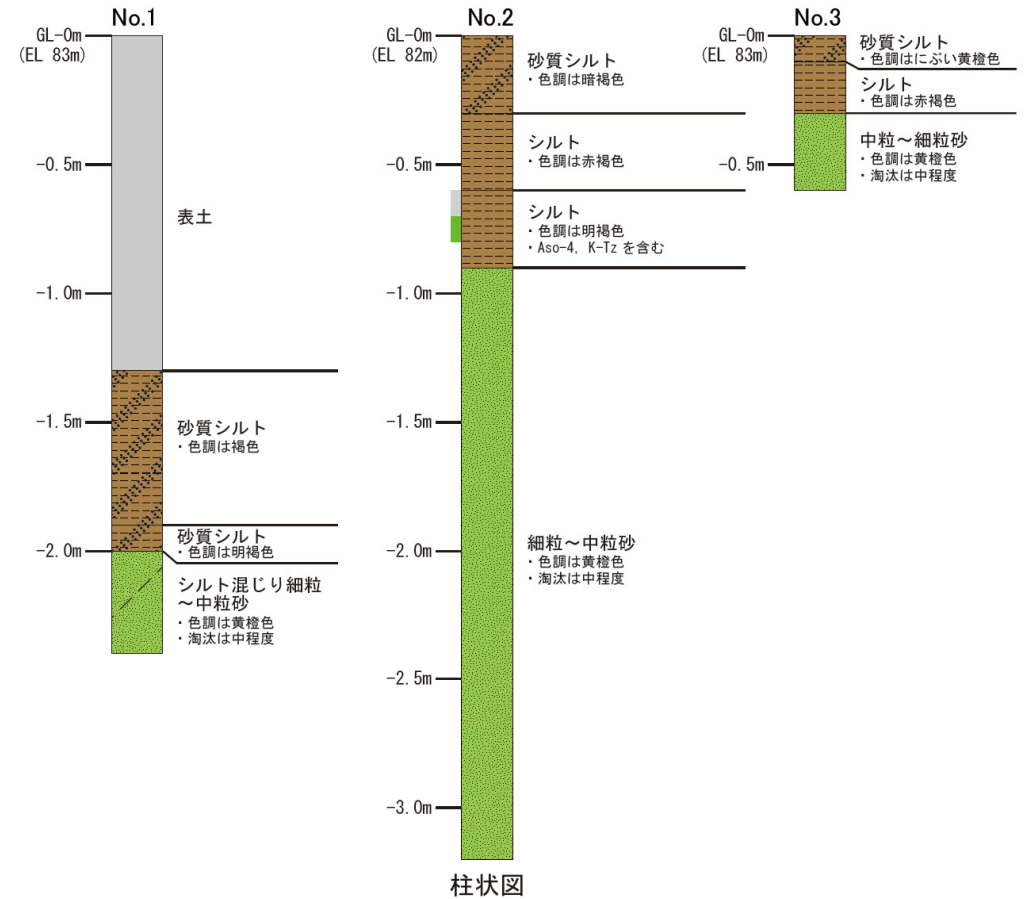 No.1
GL-0m
(EL 83m)
-0.5m
-1.0m
-1.5m
-2.0m
表土
砂質シルト
・色調は褐色
砂質シルト
・色調は明褐色
シルト混じり細粒
～中粒砂
・色調は黄橙色
・淘汰は中程度
No.2
GL-0m
(EL 82m)
-0.5m
-1.0m
-1.5m
-2.0m
-2.5m
-3.0m
砂質シルト
・色調は暗褐色
シルト
・色調は赤褐色
シルト
・色調は明褐色
・Aso-4, K-Tz を含む
細粒～中粒砂
・色調は黄橙色
・淘汰は中程度
No.3
GL-0m
(EL 83m)
-0.5m
砂質シルト
・色調はにぶい黄橙色
シルト
・色調は赤褐色
中粒～細粒砂
・色調は黄橙色
・淘汰は中程度
柱状図